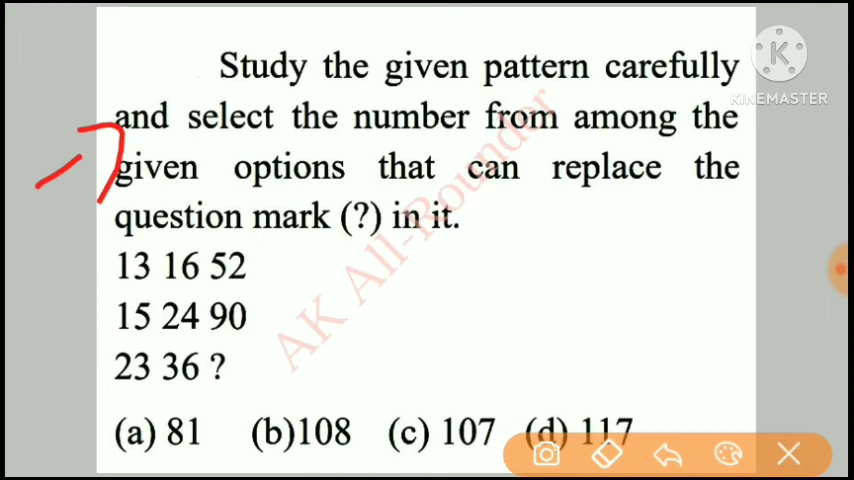 Study the given pattern carefully
and select the number from among the
given options that can replace the
question mark (?) in it.
13 16 52
15 24 90
23 36 ?
(a) 81 (b)108 (c) 107 (d) 117
KINEMASTER
AK All-Rounder